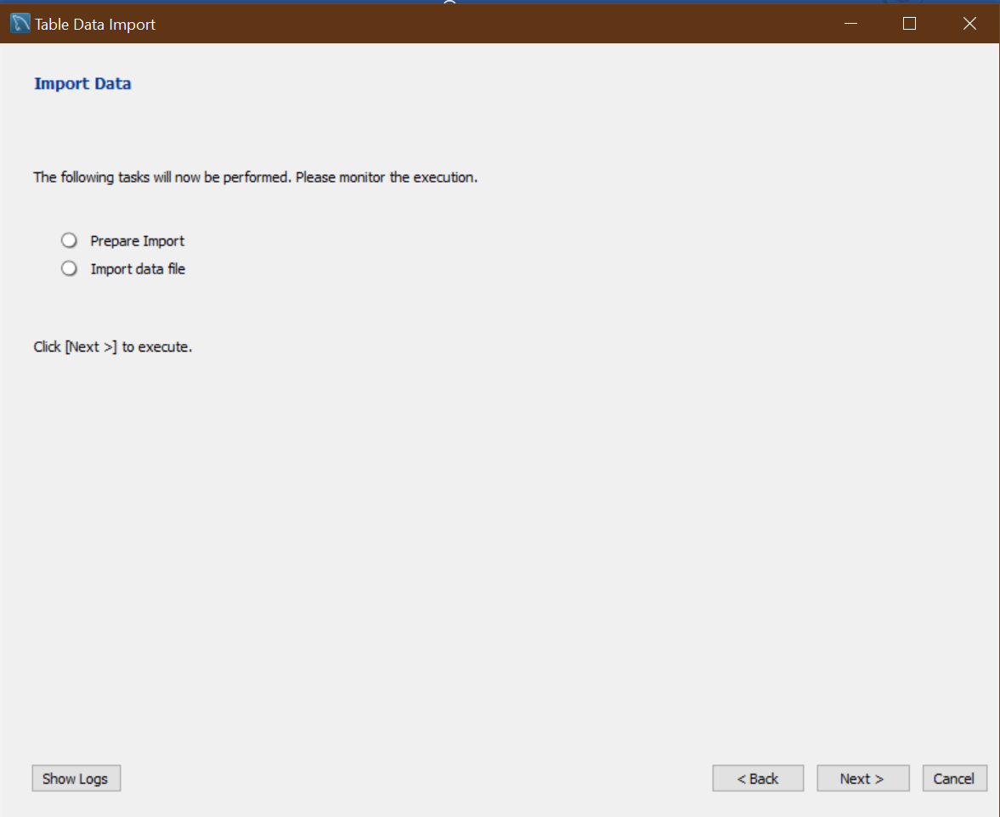 Table Data Import
Import Data
The following tasks will now be performed. Please monitor the execution.
Prepare Import
Import data file
Click [Next >] to execute.
Show Logs
< Back
Next >
Cancel